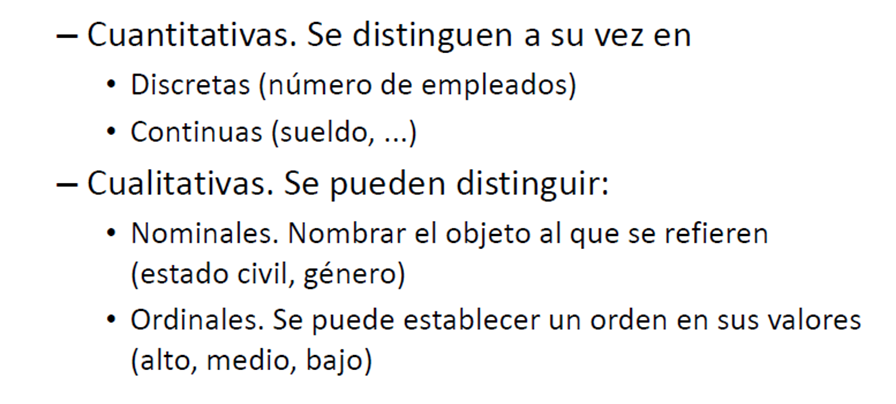 – Cuantitativas. Se distinguen a su vez en
• Discretas (número de empleados)
• Continuas (sueldo, ...)
– Cualitativas. Se pueden distinguir:
• Nominales. Nombrar el objeto al que se refieren
(estado civil, género)
• Ordinales. Se puede establecer un orden en sus valores
(alto, medio, bajo)